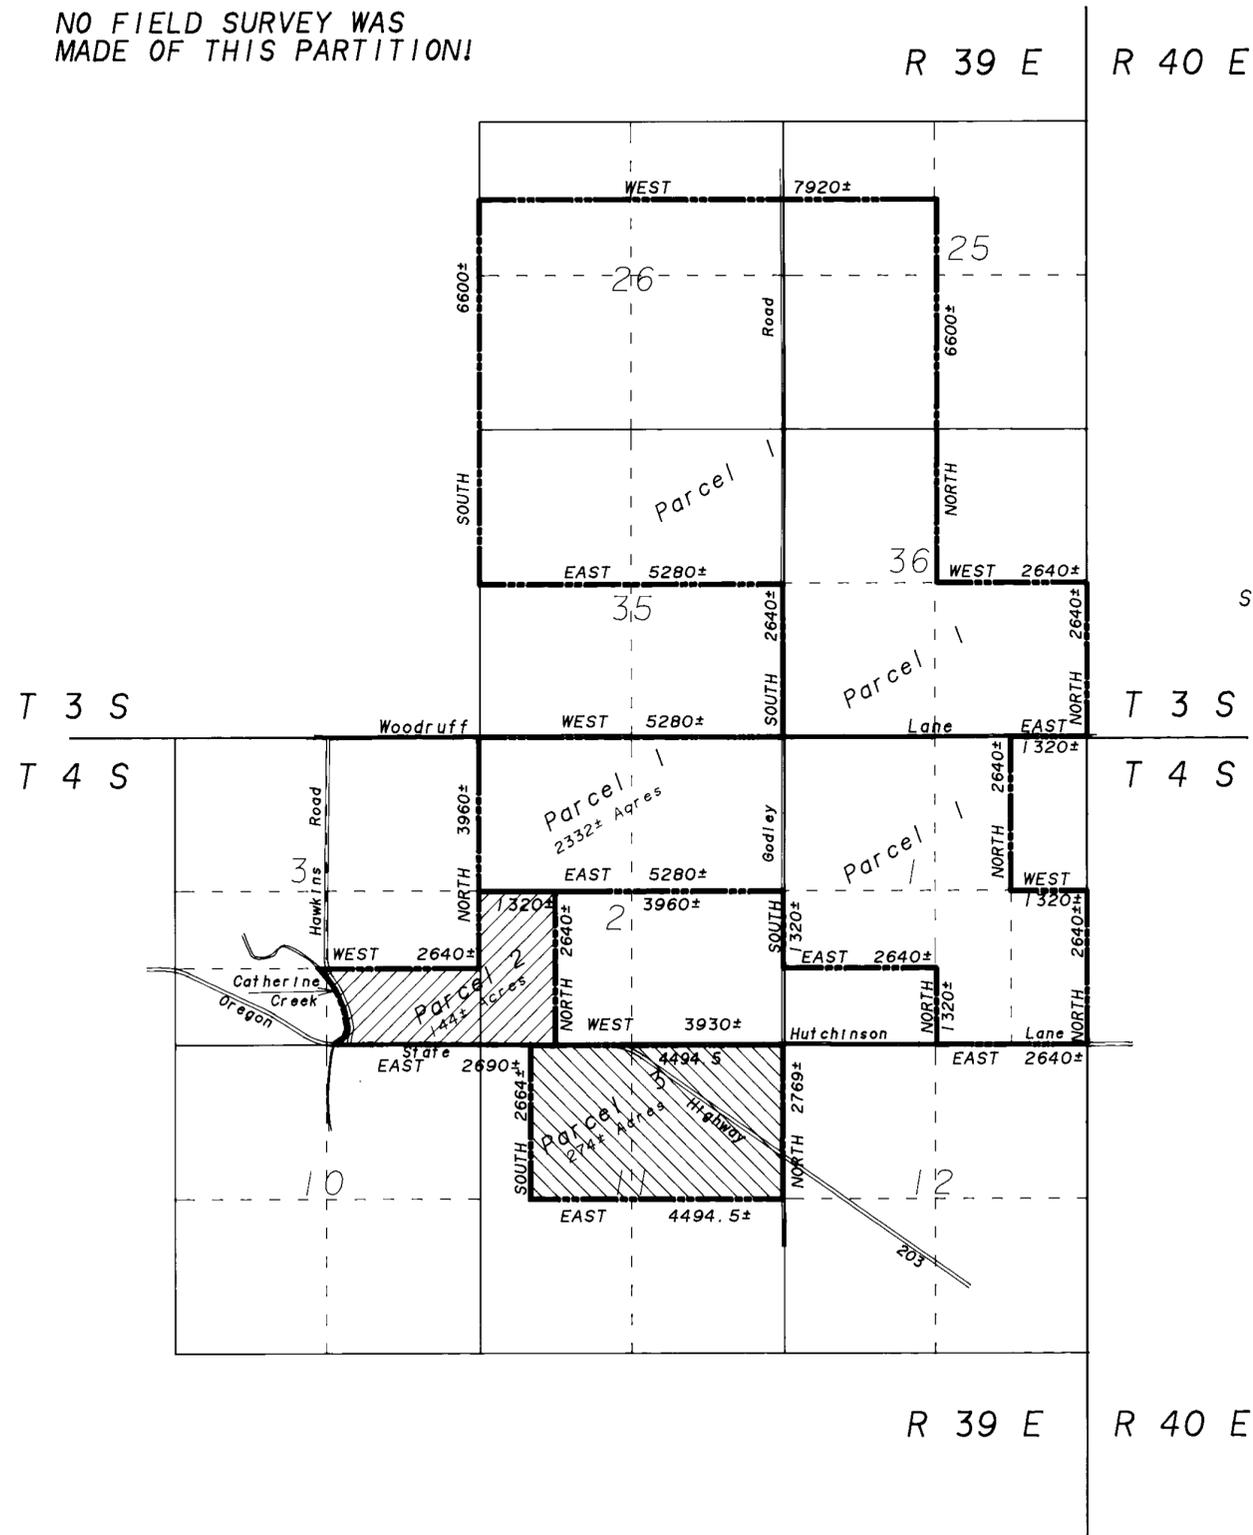 NO FIELD SURVEY WAS
MADE OF THIS PARTITION!
R 39 E
R 40 E
WEST 7920±
25
26
6600±
Road
6600±
Parcel 1
SOUTH
NORTH
36
EAST 5280±
WEST 2640±
35
2640±
2640±
S
Parcel 1
SOUTH
NORTH
T 3 S
T 3 S
Woodruff
WEST 5280±
Lane
EAST
1320±
T 4 S
T 4 S
Parcel 1
2332± Acres
2640±
3960±
Road
Godley
Parcel 1
NORTH
3
Hawkins
NORTH
EAST 5280±
1
WEST
1320±
1320±
3960±
2
2640±
SOUTH
1320±
2640±±
WEST 2640±
EAST 2640±
Catherine
Creek
Oregon
Parcel 2
144± Acres
NORTH
NORTH
1320±
NORTH
WEST 3930±
Hutchinson
Lane
State
EAST 2690±
4494.5
EAST 2640±
2664±
Parcel 3
274± Acres
Highway
2769±
SOUTH
NORTH
10
11
12
EAST 4494.5±
203
R 39 E
R 40 E